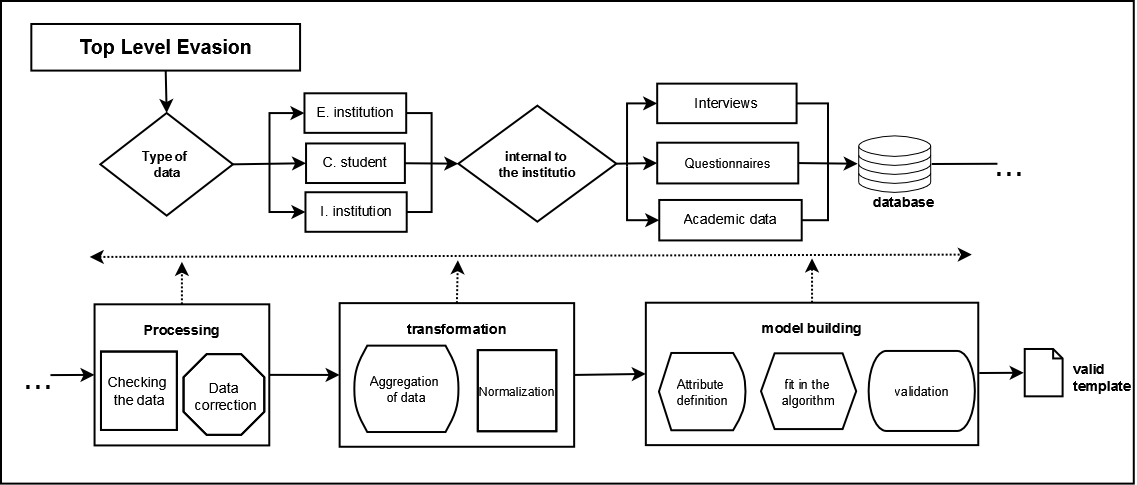 Top Level Evasion
Type of
data
E. institution
C. student
I. institution
internal to
the institutio
Interviews
Questionnaires
Academic data
database
...
...
Processing
Checking
the data
Data
correction
transformation
Aggregation
of data
Normalization
model building
Attribute
definition
fit in the
algorithm
validation
valid
template